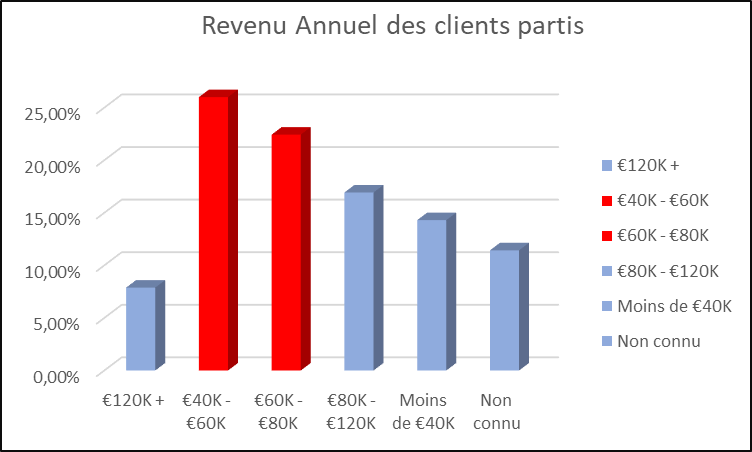 Revenu Annuel des clients partis
25,00%
20,00%
15,00%
10,00%
5,00%
0,00%
€120K +
€40K -
€60K
€60K -
€80K
€80K -
€120K
Moins
de €40K
Non
connu
€120K +
€40K - €60K
€60K - €80K
€80K - €120K
Moins de €40K
Non connu